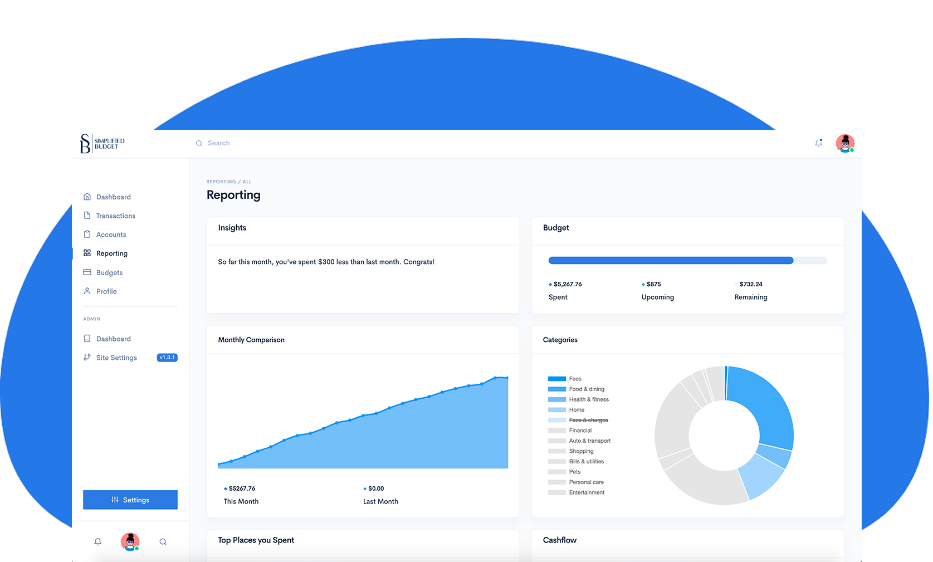 SIMPLIFIED
BUDGET
Search
Dashboard
Transactions
Accounts
Reporting
Budgets
Profile
ADMIN
Dashboard
Site Settings v1.3.1
Settings
REPORTING / ALL
Reporting
Insights
So far this month, you've spent $300 less than last month. Congrats!
Budget
$5,267.76 $875 $732.24
Spent Upcoming Remaining
Monthly Comparison
$5267.76 $0.00
This Month Last Month
Categories
Fees
Food & dining
Health & fitness
Home
Fees & charges
Financial
Auto & transport
Shopping
Bills & utilities
Pets
Personal care
Entertainment
Top Places you Spent
Cashflow